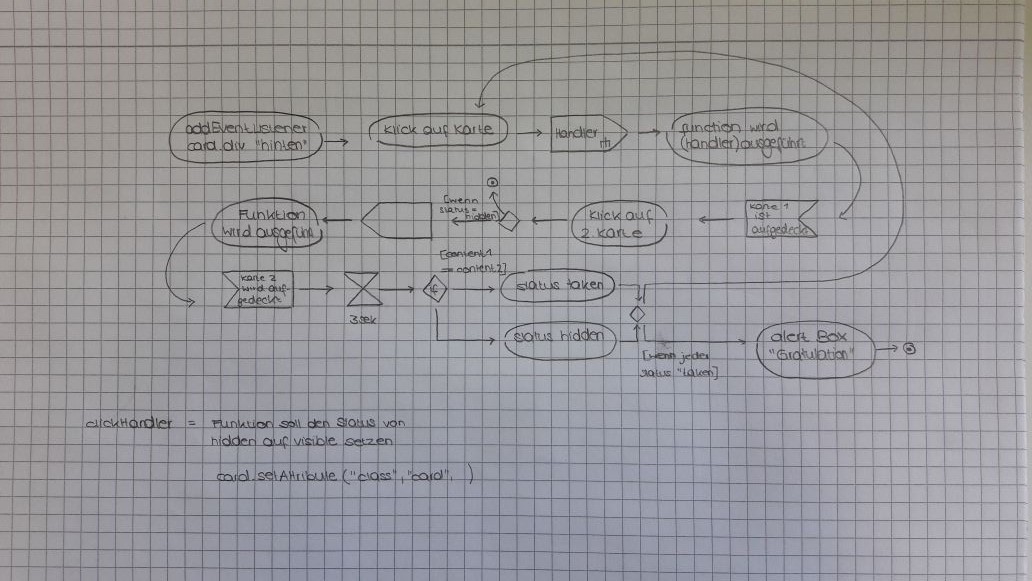 addEventListener
card.div "hinten"
Klick auf Karte
Handler
function wird
(Handler) ausgeführt
Funktion
wird ausgeführt
[wenn
status =
hidden]
Klick auf
2. Karte
Karte 1
ist
aufgedeckt
Karte 2
wird auf-
gedeckt
3sek
if
[content1
== content2]
status taken
status hidden
[wenn jeder
status "taken]
alert Box
"Gratulation"
clickHandler = Funktion soll den Status von
hidden auf visible setzen
card.setAttribute ("class", "card", )